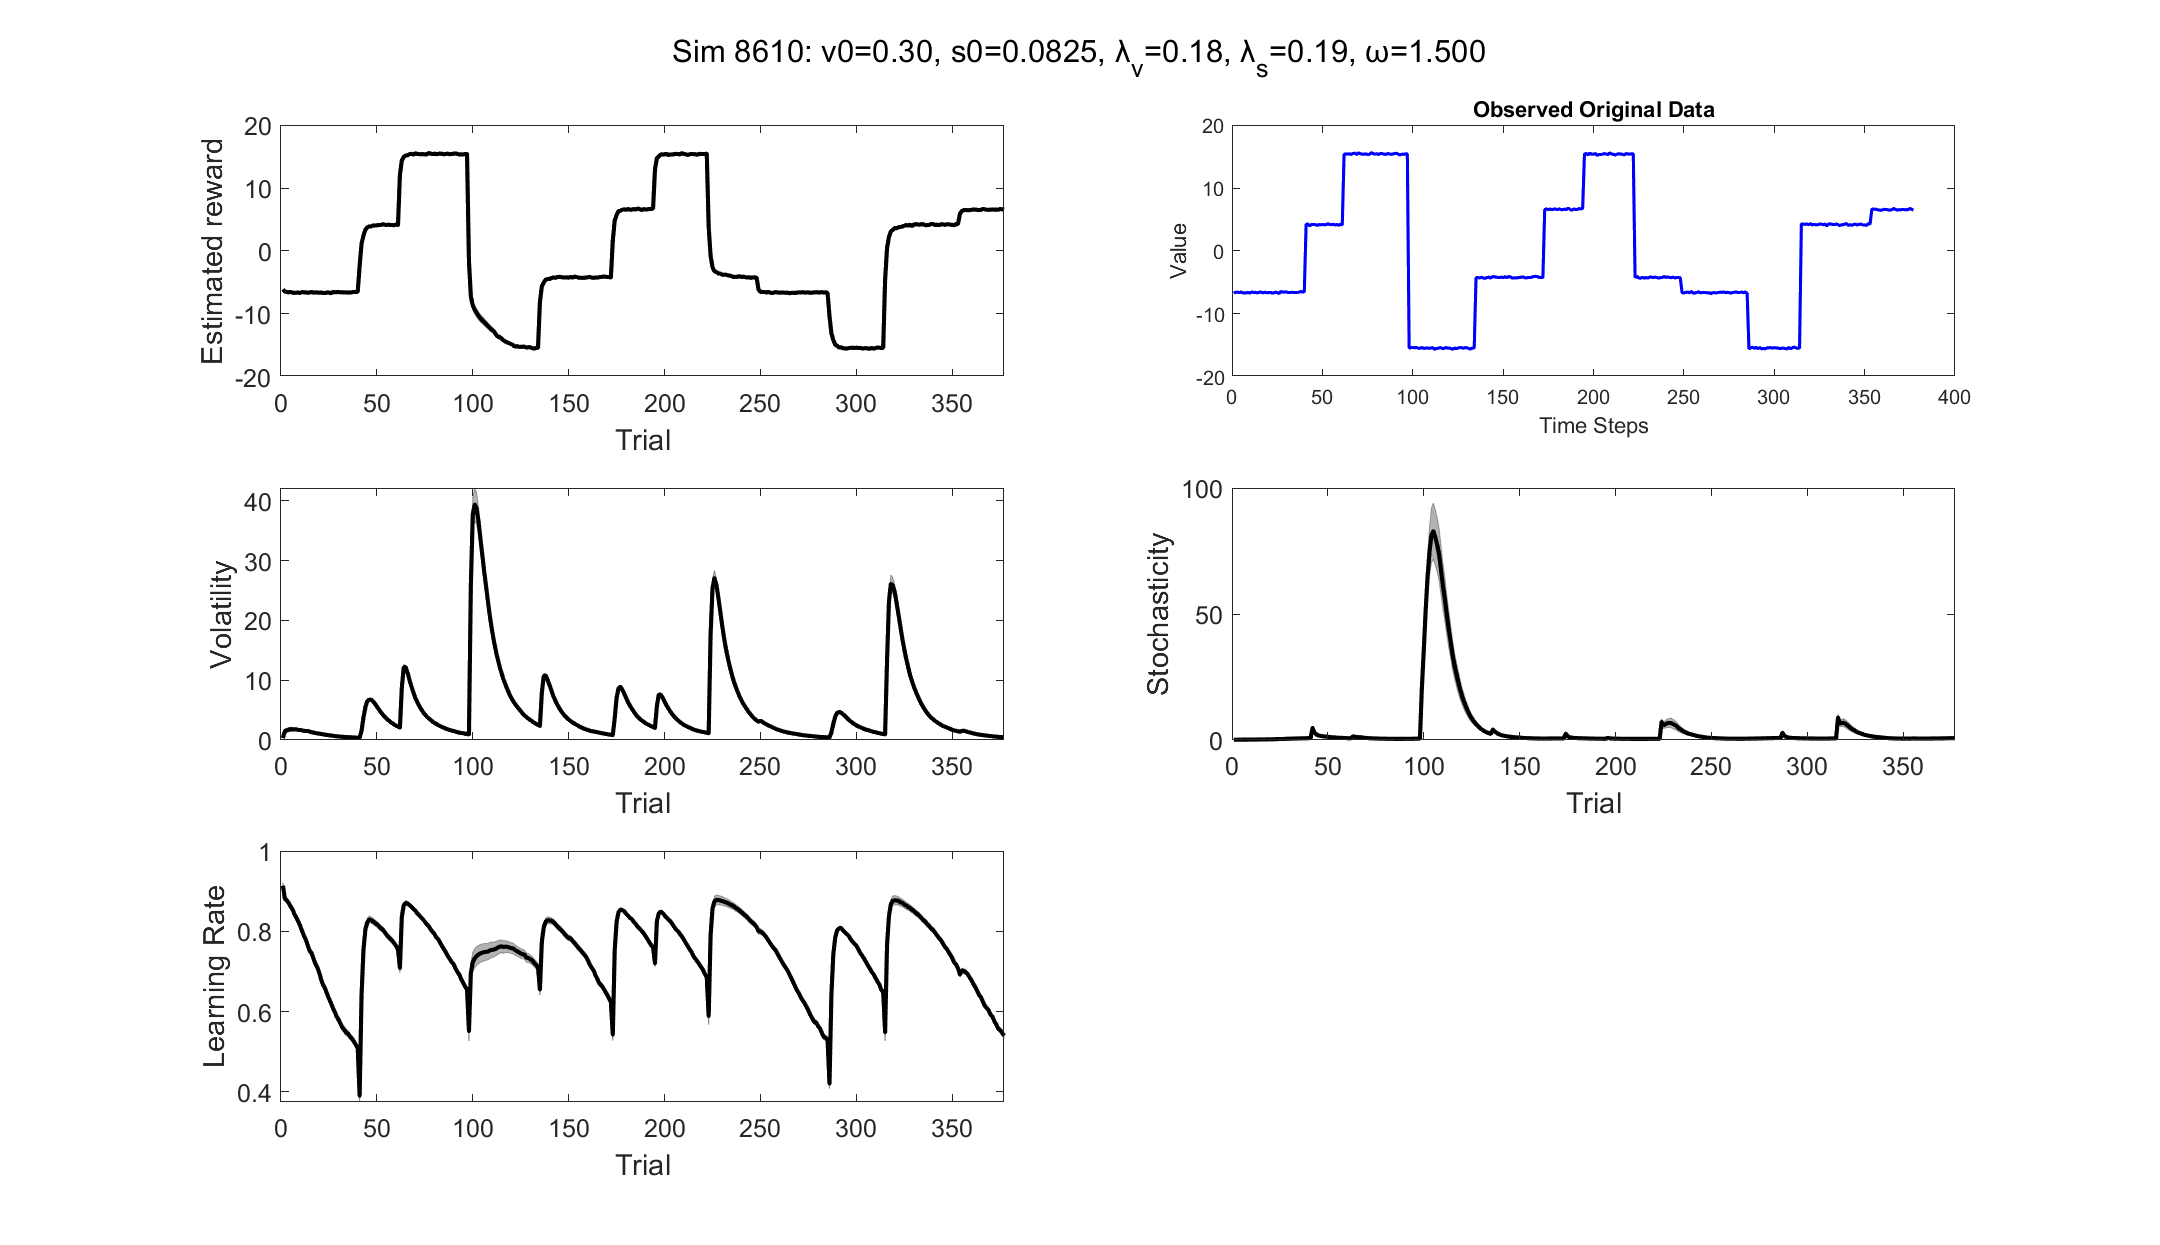 Sim 8610: v0=0.30, s0=0.0825, λ_v=0.18, λ_s=0.19, ω=1.500
20
10
0
-10
-20
Estimated reward
0 50 100 150 200 250 300 350
Trial
Observed Original Data
20
10
0
-10
-20
Value
0 50 100 150 200 250 300 350 400
Time Steps
40
30
20
10
0
Volatility
0 50 100 150 200 250 300 350
Trial
100
50
0
Stochasticity
0 50 100 150 200 250 300 350
Trial
1
0.8
0.6
0.4
Learning Rate
0 50 100 150 200 250 300 350
Trial